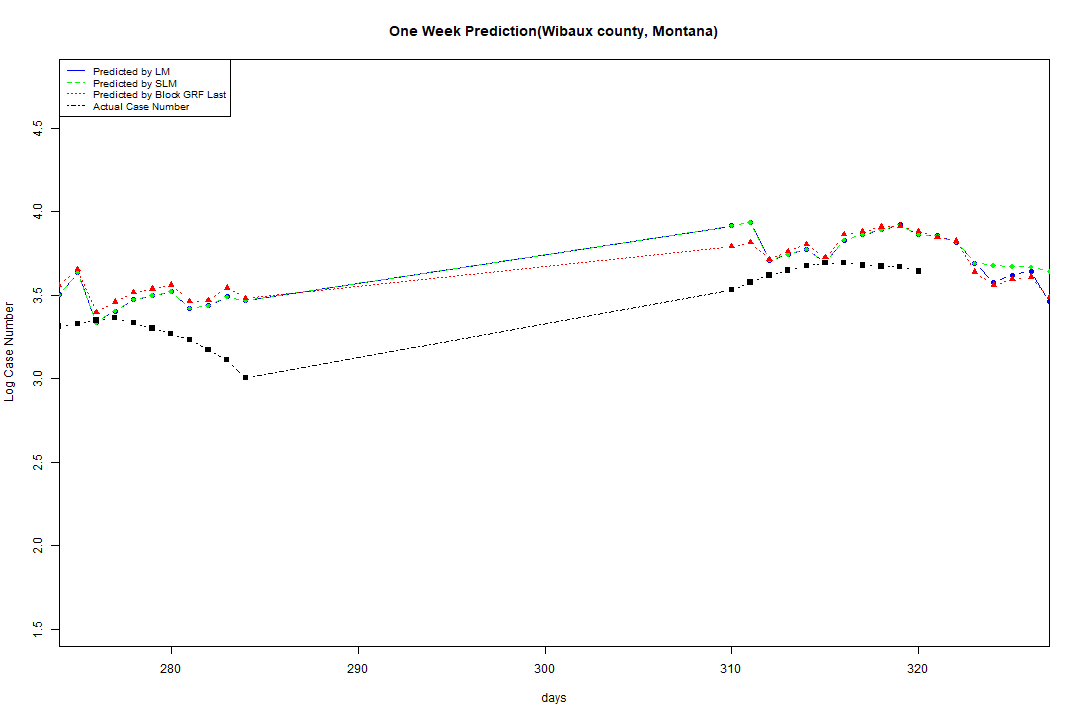 One Week Prediction(Wibaux county, Montana)
Predicted by LM
Predicted by SLM
Predicted by Block GRF Last
Actual Case Number
4.5
4.0
3.5
3.0
2.5
2.0
1.5
Log Case Number
280
290
300
310
320
days